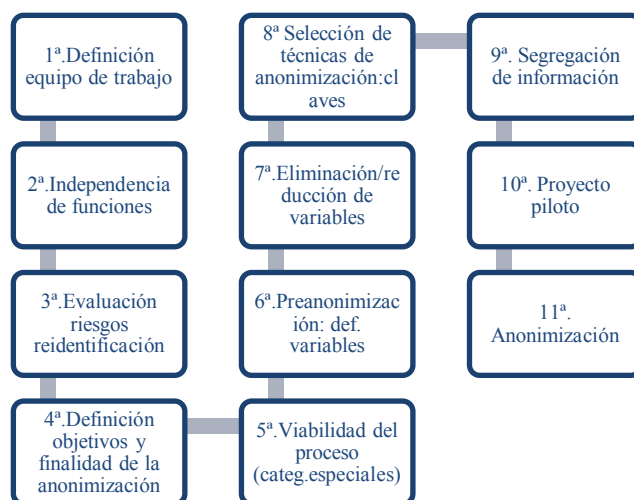 1ª.Definición
equipo de trabajo
2ª.Independencia
de funciones
3ª.Evaluación
riesgos
reidentificación
4ª.Definición
objetivos y
finalidad de la
anonimización
5ª.Viabilidad del
proceso
(categ.especiales)
6ª.Preanonimizac
ión: def.
variables
7ª.Eliminación/re
ducción de
variables
8ª Selección de
técnicas de
anonimización:cl
aves
9ª. Segregación
de información
10ª. Proyecto
piloto
11ª.
Anonimización